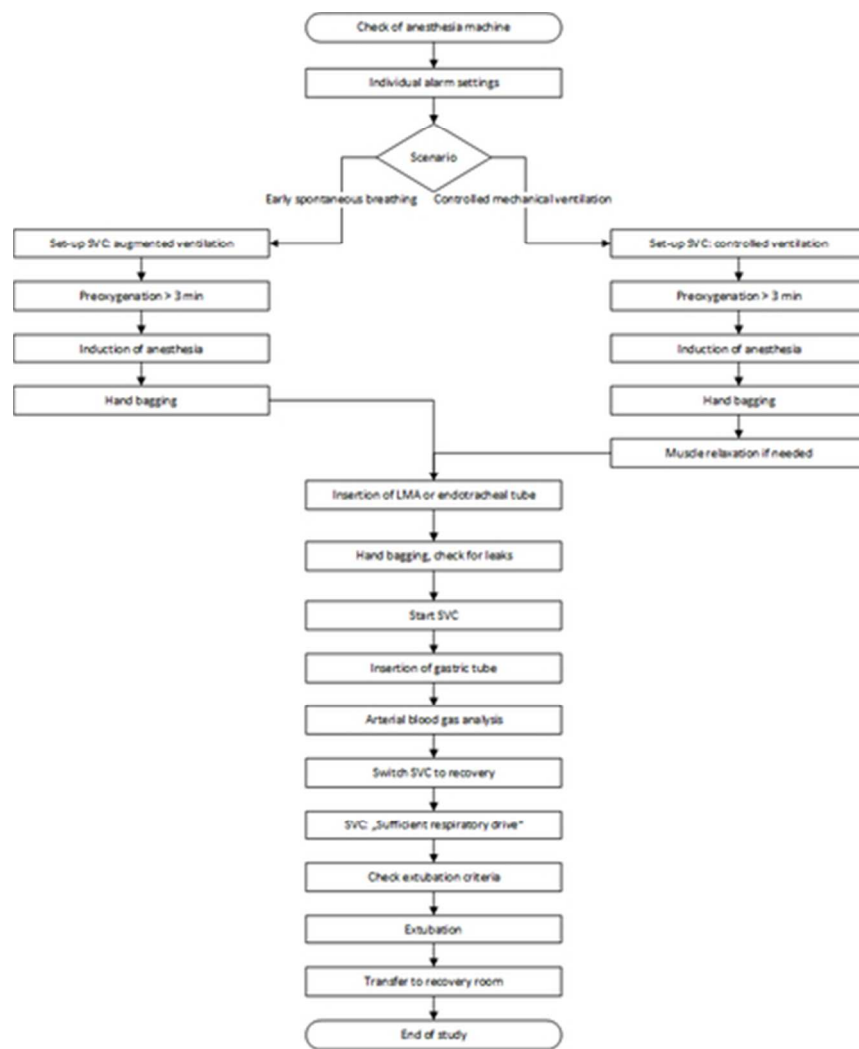 Check of anesthesia machine
Individual alarm settings
Scenario
Early spontaneous breathing
Controlled mechanical ventilation
Set-up SVC: augmented ventilation
Set-up SVC: controlled ventilation
Preoxygenation > 3 min
Preoxygenation > 3 min
Induction of anesthesia
Induction of anesthesia
Hand bagging
Hand bagging
Muscle relaxation if needed
Insertion of LMA or endotracheal tube
Hand bagging, check for leaks
Start SVC
Insertion of gastric tube
Arterial blood gas analysis
Switch SVC to recovery
SVC: „Sufficient respiratory drive“
Check extubation criteria
Extubation
Transfer to recovery room
End of study